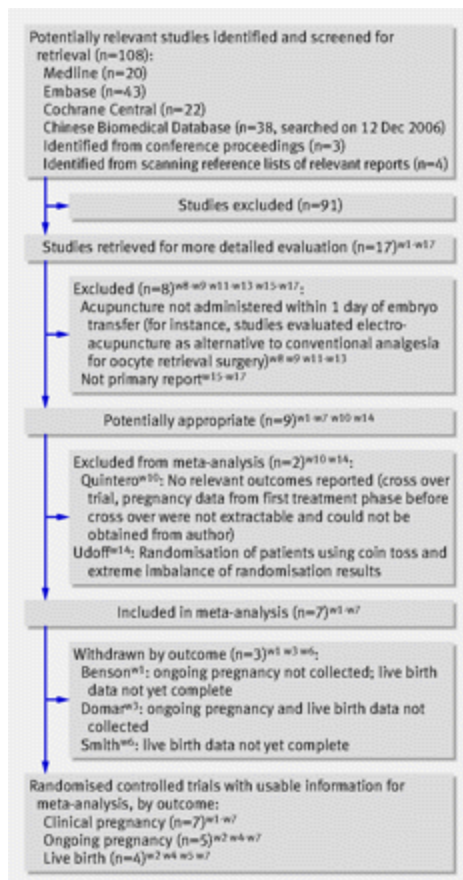 Potentially relevant studies identified and screened for
retrieval (n=108):
Medline (n=20)
Embase (n=43)
Cochrane Central (n=22)
Chinese Biomedical Database (n=38, searched on 12 Dec 2006)
Identified from conference proceedings (n=3)
Identified from scanning reference lists of relevant reports (n=4)
Studies excluded (n=91)
Studies retrieved for more detailed evaluation (n=17)w1-w17
Excluded (n=8)w8-w9 w11-w13 w15-w17:
Acupuncture not administered within 1 day of embryo
transfer (for instance, studies evaluated electro-
acupuncture as alternative to conventional analgesia
for oocyte retrieval surgery)w8 w9 w11-w13
Not primary reportw15-w17
Potentially appropriate (n=9)w1-w7 w10 w14
Excluded from meta-analysis (n=2)w10 w14:
Quinterow10: No relevant outcomes reported (cross over
trial, pregnancy data from first treatment phase before
cross over were not extractable and could not be
obtained from author)
Udoffw14: Randomisation of patients using coin toss and
extreme imbalance of randomisation results
Included in meta-analysis (n=7)w1-w7
Withdrawn by outcome (n=3)w1 w3 w6:
Bensonw1: ongoing pregnancy not collected; live birth
data not yet complete
Domarw3: ongoing pregnancy and live birth data not
collected
Smithw6: live birth data not yet complete
Randomised controlled trials with usable information for
meta-analysis, by outcome:
Clinical pregnancy (n=7)w1-w7
Ongoing pregnancy (n=5)w2 w4-w7
Live birth (n=4)w2 w4 w5 w7